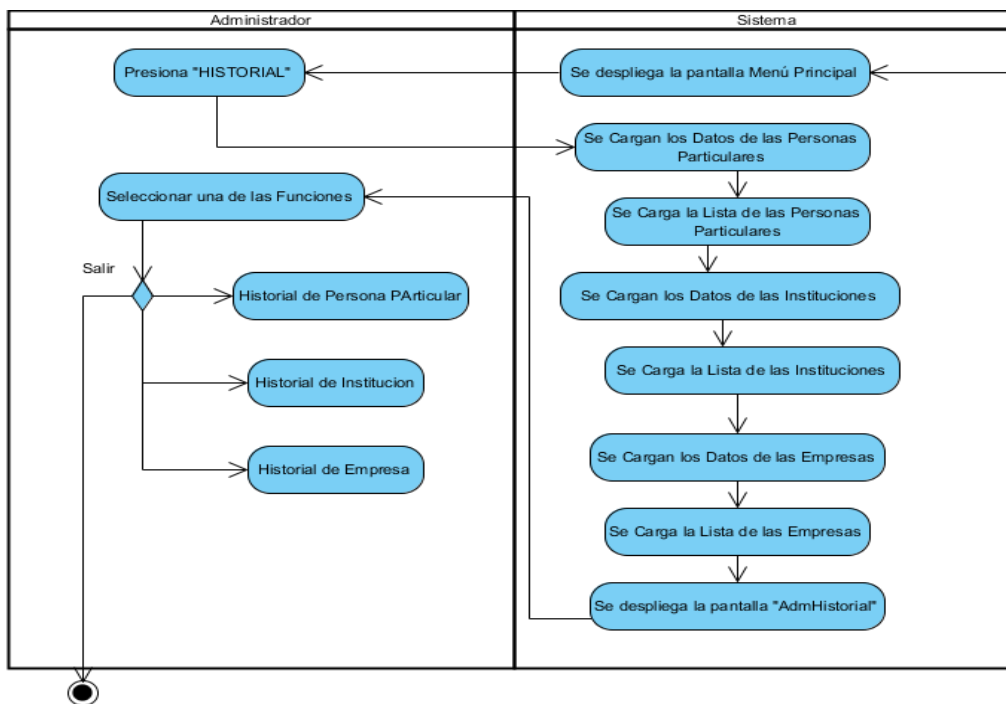 Administrador
Sistema
Presiona "HISTORIAL"
Se despliega la pantalla Menú Principal
Se Cargan los Datos de las Personas
Particulares
Seleccionar una de las Funciones
Se Carga la Lista de las Personas
Particulares
Salir
Historial de Persona PArticular
Se Cargan los Datos de las Instituciones
Historial de Institucion
Se Carga la Lista de las Instituciones
Historial de Empresa
Se Cargan los Datos de las Empresas
Se Carga la Lista de las Empresas
Se despliega la pantalla "AdmHistorial"